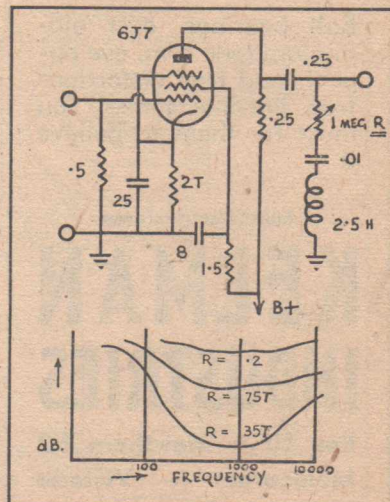 6J7
.25
.25
1 MEG R
.01
2.5 H
.5
25
2T
8
1.5
B+
R = .2
R = 75T
R = 35T
dB.
100
1000
10000
FREQUENCY